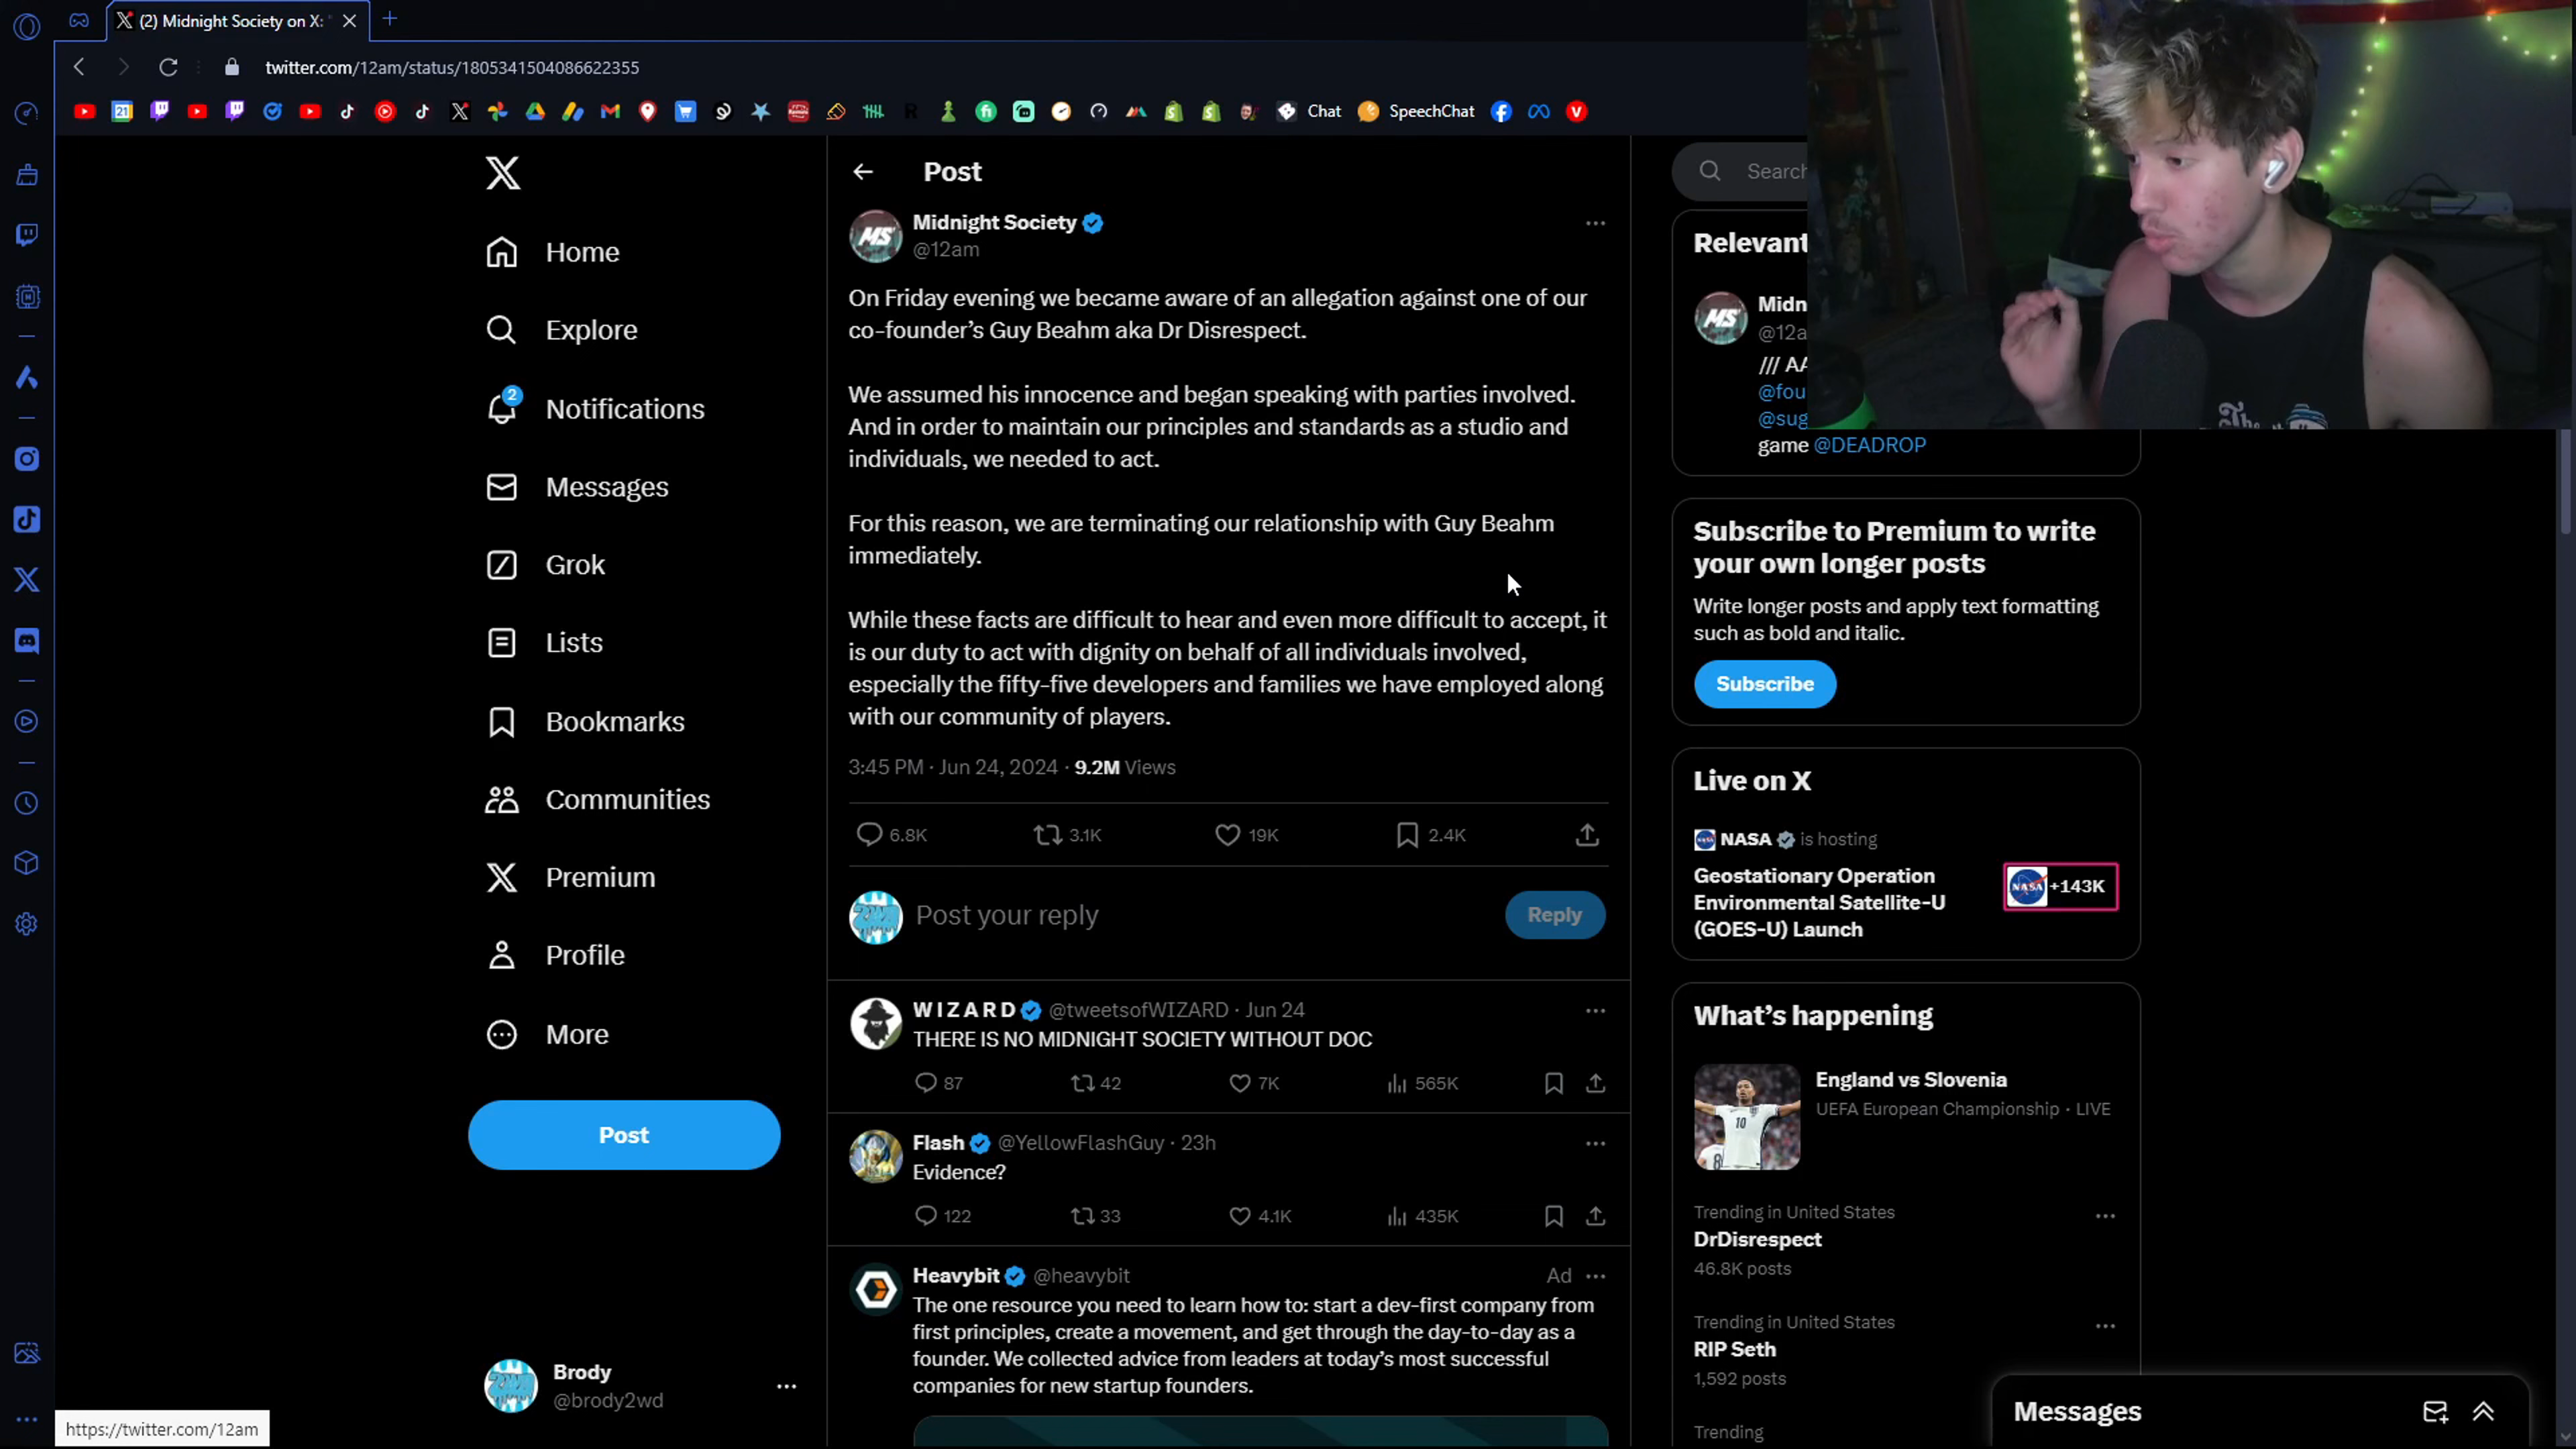 (2) Midnight Society on X: "
twitter.com/12am/status/1805341504086622355
21
Chat
SpeechChat
Post
Search
Midnight Society
@12am
On Friday evening we became aware of an allegation against one of our
co-founder's Guy Beahm aka Dr Disrespect.
We assumed his innocence and began speaking with parties involved.
And in order to maintain our principles and standards as a studio and
individuals, we needed to act.
For this reason, we are terminating our relationship with Guy Beahm
immediately.
While these facts are difficult to hear and even more difficult to accept, it
is our duty to act with dignity on behalf of all individuals involved,
especially the fifty-five developers and families we have employed along
with our community of players.
3:45 PM · Jun 24, 2024 · 9.2M Views
6.8K 3.1K 19K 2.4K
Post your reply
Reply
W I Z A R D @tweetsofWIZARD · Jun 24
THERE IS NO MIDNIGHT SOCIETY WITHOUT DOC
87 42 7K 565K
Flash @YellowFlashGuy · 23h
Evidence?
122 33 4.1K 435K
Heavybit @heavybit Ad
The one resource you need to learn how to: start a dev-first company from
first principles, create a movement, and get through the day-to-day as a
founder. We collected advice from leaders at today's most successful
companies for new startup founders.
Home
Explore
2
Notifications
Messages
Grok
Lists
Bookmarks
Communities
Premium
Profile
More
Post
Brody
@brody2wd
https://twitter.com/12am
Relevant
MS
Midn
@12a
/// AA
@fou
@sug
game @DEADROP
Subscribe to Premium to write
your own longer posts
Write longer posts and apply text formatting
such as bold and italic.
Subscribe
Live on X
NASA is hosting
Geostationary Operation
Environmental Satellite-U
(GOES-U) Launch
NASA +143K
What's happening
England vs Slovenia
UEFA European Championship · LIVE
10
8
Trending in United States
DrDisrespect
46.8K posts
Trending in United States
RIP Seth
1,592 posts
Trending
Messages